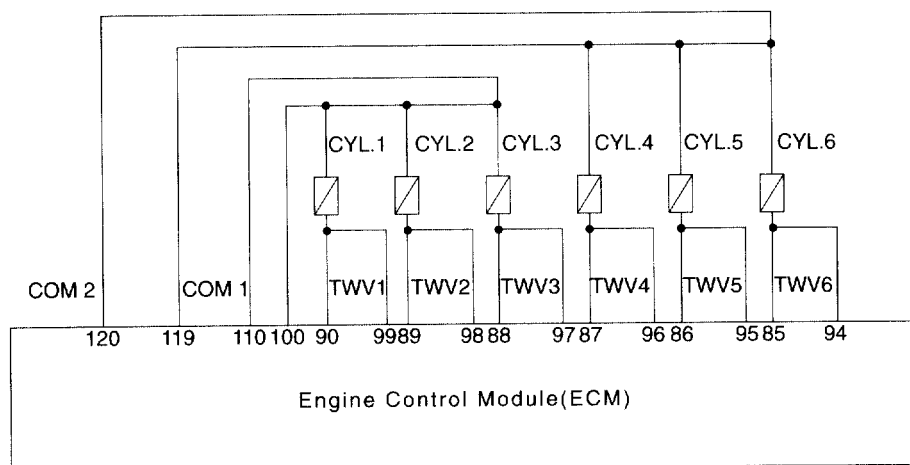 CYL.1 CYL.2 CYL.3 CYL.4 CYL.5 CYL.6
COM 2 COM 1 TWV1 TWV2 TWV3 TWV4 TWV5 TWV6
120 119 110 100 90 99 89 98 88 97 87 96 86 95 85 94
Engine Control Module(ECM)